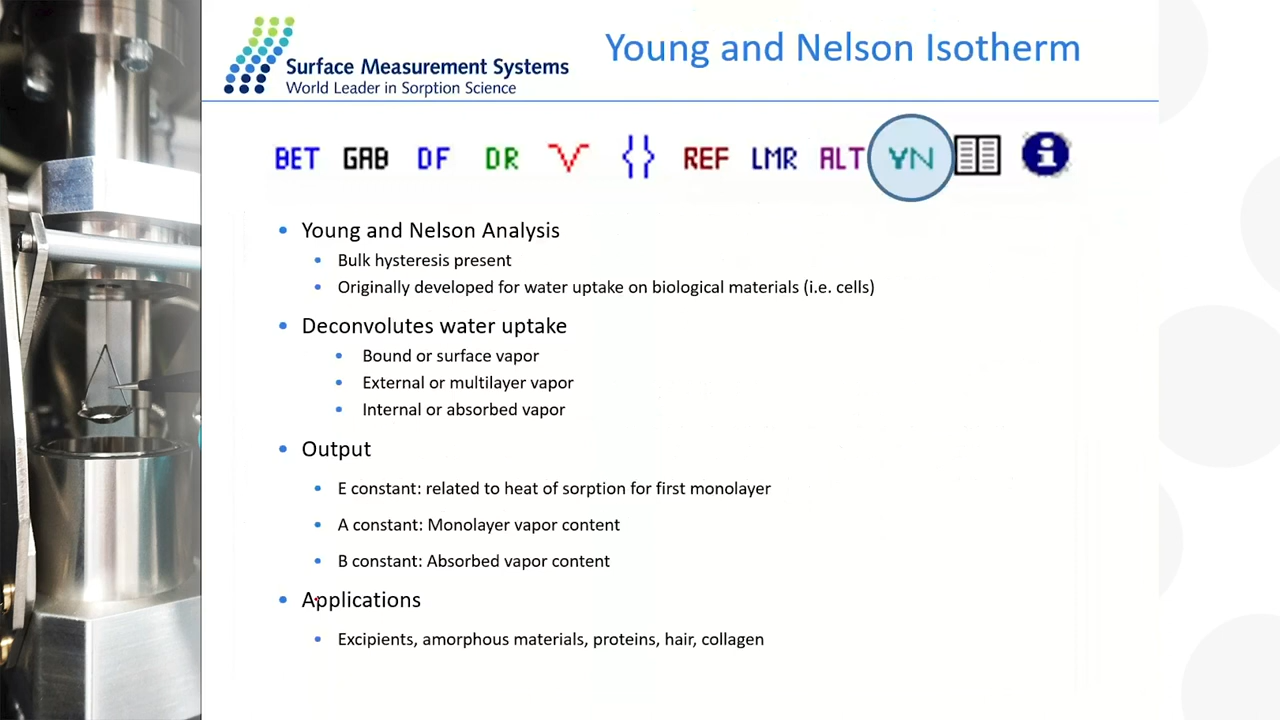 Surface Measurement Systems
World Leader in Sorption Science
Young and Nelson Isotherm
BET GAB DF DR REF LMR ALT YN
Young and Nelson Analysis
Bulk hysteresis present
Originally developed for water uptake on biological materials (i.e. cells)
Deconvolutes water uptake
Bound or surface vapor
External or multilayer vapor
Internal or absorbed vapor
Output
E constant: related to heat of sorption for first monolayer
A constant: Monolayer vapor content
B constant: Absorbed vapor content
Applications
Excipients, amorphous materials, proteins, hair, collagen